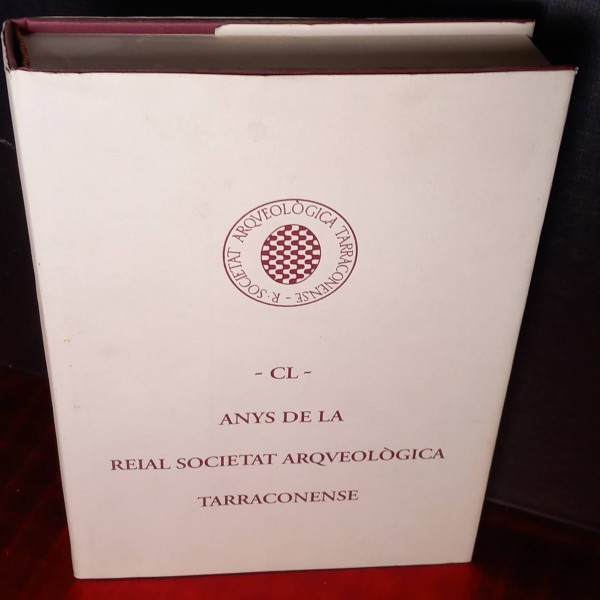 R · SOCIETAT ARQVEOLÒGICA TARRACONENSE -
- CL -
ANYS DE LA
REIAL SOCIETAT ARQVEOLÒGICA
TARRACONENSE